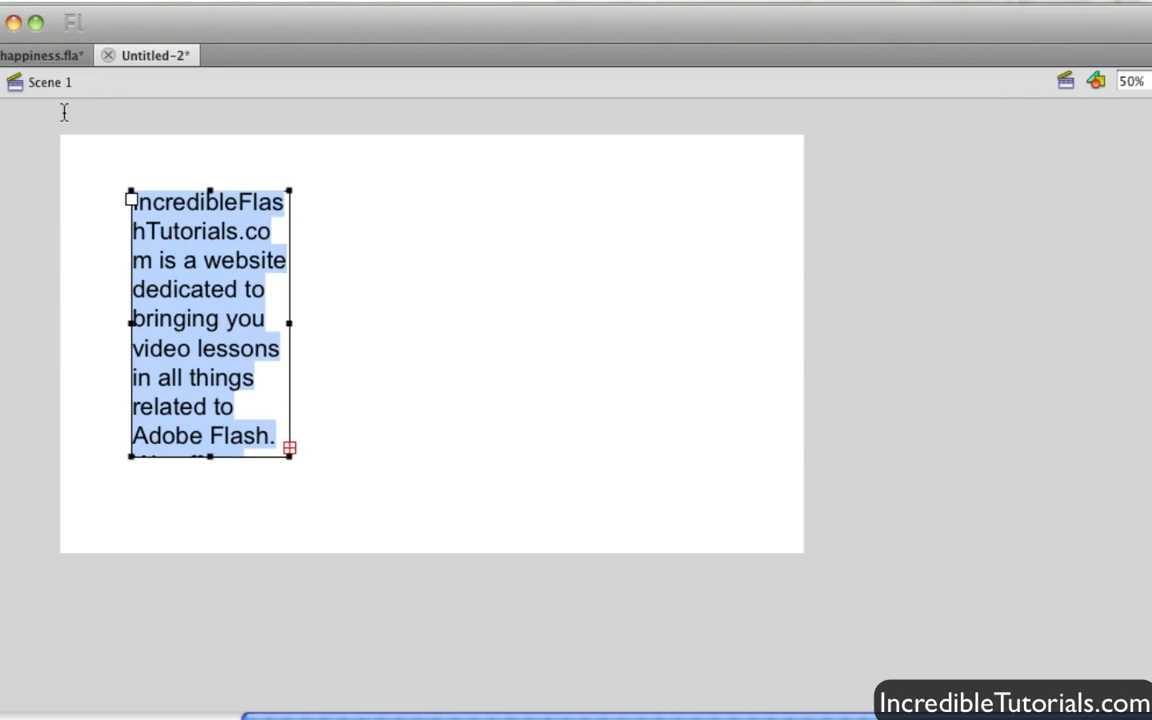 Fl
happiness.fla*
Untitled-2*
Scene 1
50%
IncredibleFlas
hTutorials.co
m is a website
dedicated to
bringing you
video lessons
in all things
related to
Adobe Flash.
IncredibleTutorials.com